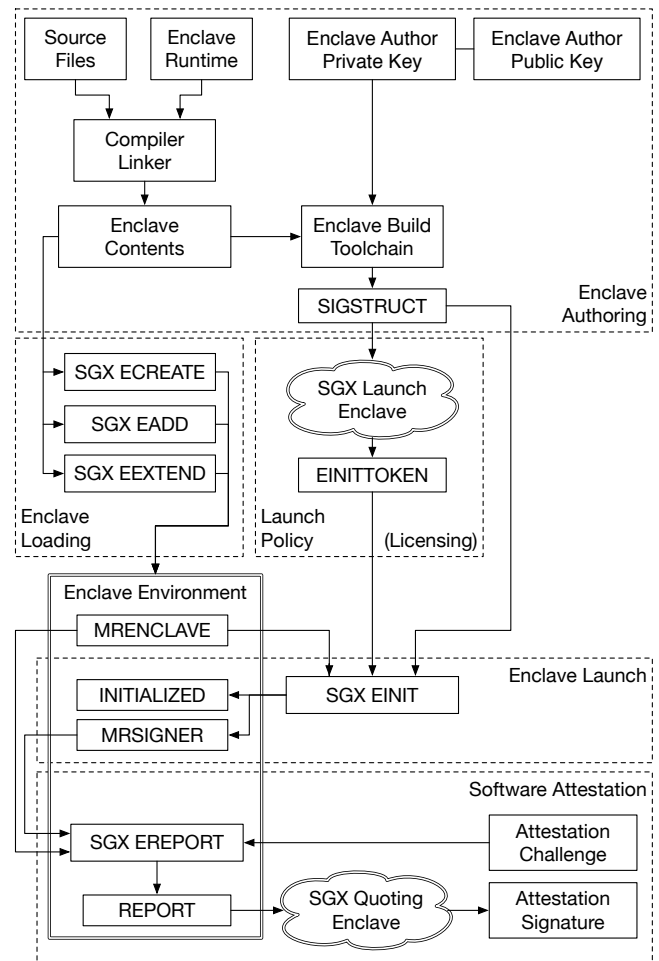 Source
Files
Enclave
Runtime
Enclave Author
Private Key
Enclave Author
Public Key
Compiler
Linker
Enclave
Contents
Enclave Build
Toolchain
SIGSTRUCT
Enclave
Authoring
SGX ECREATE
SGX EADD
SGX EEXTEND
Enclave
Loading
SGX Launch
Enclave
EINITTOKEN
Launch
Policy
(Licensing)
Enclave Environment
MRENCLAVE
Enclave Launch
INITIALIZED
SGX EINIT
MRSIGNER
Software Attestation
SGX EREPORT
Attestation
Challenge
REPORT
SGX Quoting
Enclave
Attestation
Signature